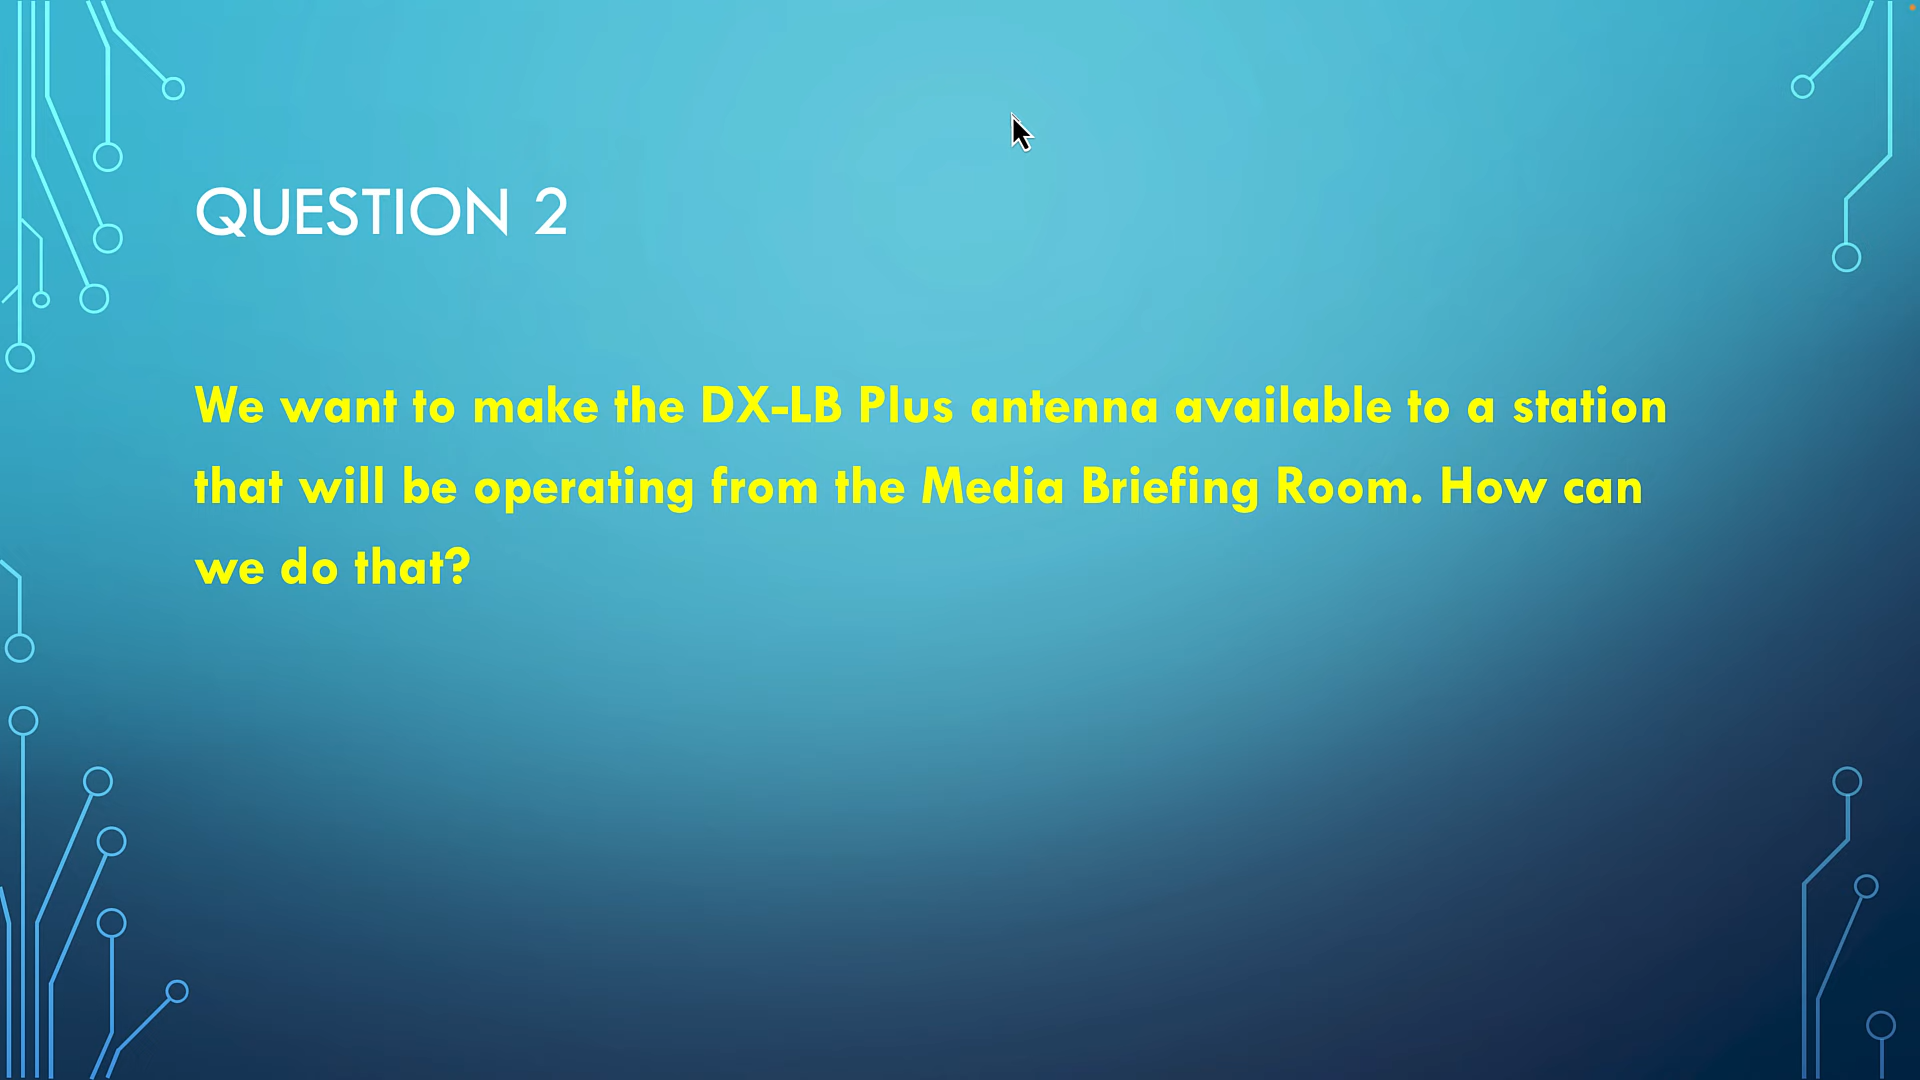 QUESTION 2
We want to make the DX-LB Plus antenna available to a station
that will be operating from the Media Briefing Room. How can
we do that?